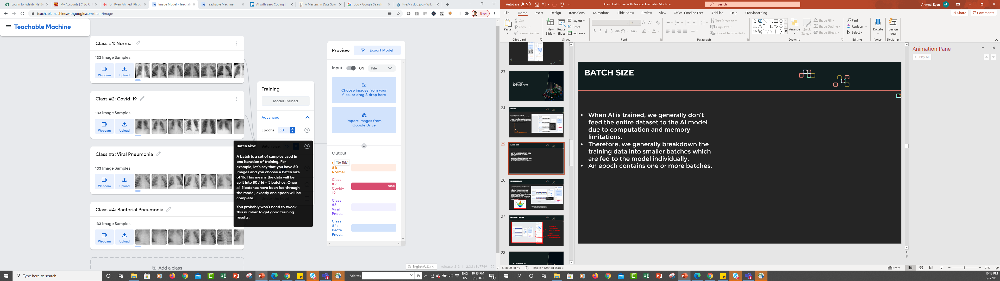 Log In to Fidelity NetBe
My Accounts | CIBC On
Dr. Ryan Ahmed, Ph.D.
Image Model - Teachab
Teachable Machine
AI with Zero Coding | T
A Masters in Data Scie
dog - Google Search
File:My dog.jpg - Wikim
teachablemachine.withgoogle.com/train/image
Error
Teachable Machine
Class #1: Normal
133 Image Samples
Webcam
Upload
Class #2: Covid-19
133 Image Samples
Webcam
Upload
Class #3: Viral Pneumonia
133 Image Samples
Webcam
Upload
Class #4: Bacterial Pneumonia
133 Image Samples
Webcam
Upload
Add a class
Training
Model Trained
Advanced
Epochs: 30
Batch Size: 16
Batch Size:
A batch is a set of samples used in
one iteration of training. For
example, let's say that you have 80
images and you choose a batch size
of 16. This means the data will be
split into 80 / 16 = 5 batches. Once
all 5 batches have been fed through
the model, exactly one epoch will be
complete.
You probably won't need to tweak
this number to get good training
results.
Preview
Export Model
Input
ON
File
Choose images from your
files, or drag & drop here
Import images from
Google Drive
Output
[No Title]
#1:
Normal
Class
#2:
Covid-
19
100%
Class
#3:
Viral
Pneu...
Class
#4:
Bacte...
Pneu...
English (U.S.)
release-2-3-1 - 2.3.1#3c7749 - 99
Type here to search
Address
ENG
US
10:13 PM
3/6/2021
AutoSave Off
AI in HealthCare With Google Teachable Machine
Search
Ahmed, Ryan
AR
File
Home
Insert
Design
Transitions
Animations
Slide Show
Review
View
Office Timeline Free
Add-ins
Help
Storyboarding
Share
Comments
Paste
Cut
Copy
Format Painter
Clipboard
New
Slide
Reuse
Slides
Layout
Reset
Section
Slides
16
Font
Text Direction
Align Text
Convert to SmartArt
Paragraph
Arrange
Quick
Styles
Shape Fill
Shape Outline
Shape Effects
Drawing
Find
Replace
Select
Editing
Dictate
Voice
Design
Ideas
Designer
23
AI LINGO
DEMYSTIFIED!
24
EPOCHS
25
BATCH SIZE
26
LEARNING RATE
27
ACCURACY & LOSS
28
CONFUSION
BATCH SIZE
• When AI is trained, we generally don't
feed the entire dataset to the AI model
due to computation and memory
limitations.
• Therefore, we generally breakdown the
training data into smaller batches which
are fed to the model individually.
• An epoch contains one or more batches.
Animation Pane
Play All
Slide 25 of 49
English (United States)
Notes
97%
10:13 PM
3/6/2021